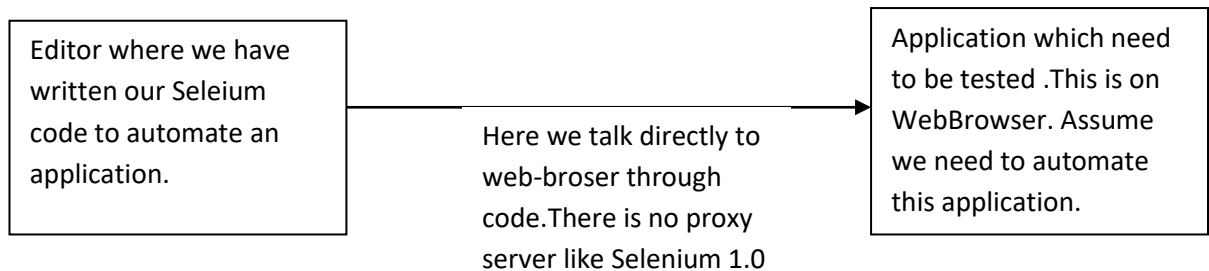 Editor where we have
written our Seleium
code to automate an
application.
Here we talk directly to
web-broser through
code.There is no proxy
server like Selenium 1.0
Application which need
to be tested .This is on
WebBrowser. Assume
we need to automate
this application.